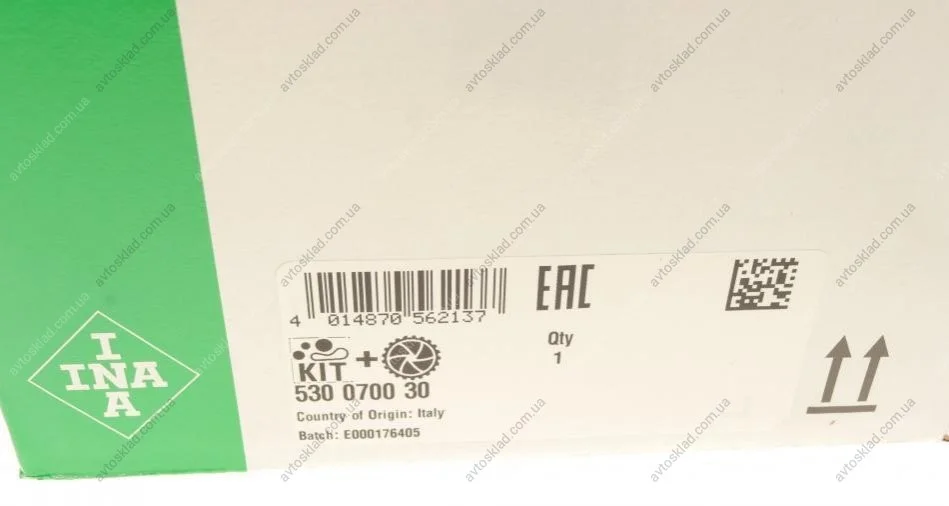 4 014870 562137
EAC
KIT +
530 0700 30
Qty
1
Country of Origin: Italy
Batch: E000176405
I
INA
A
avtosklad.com.ua